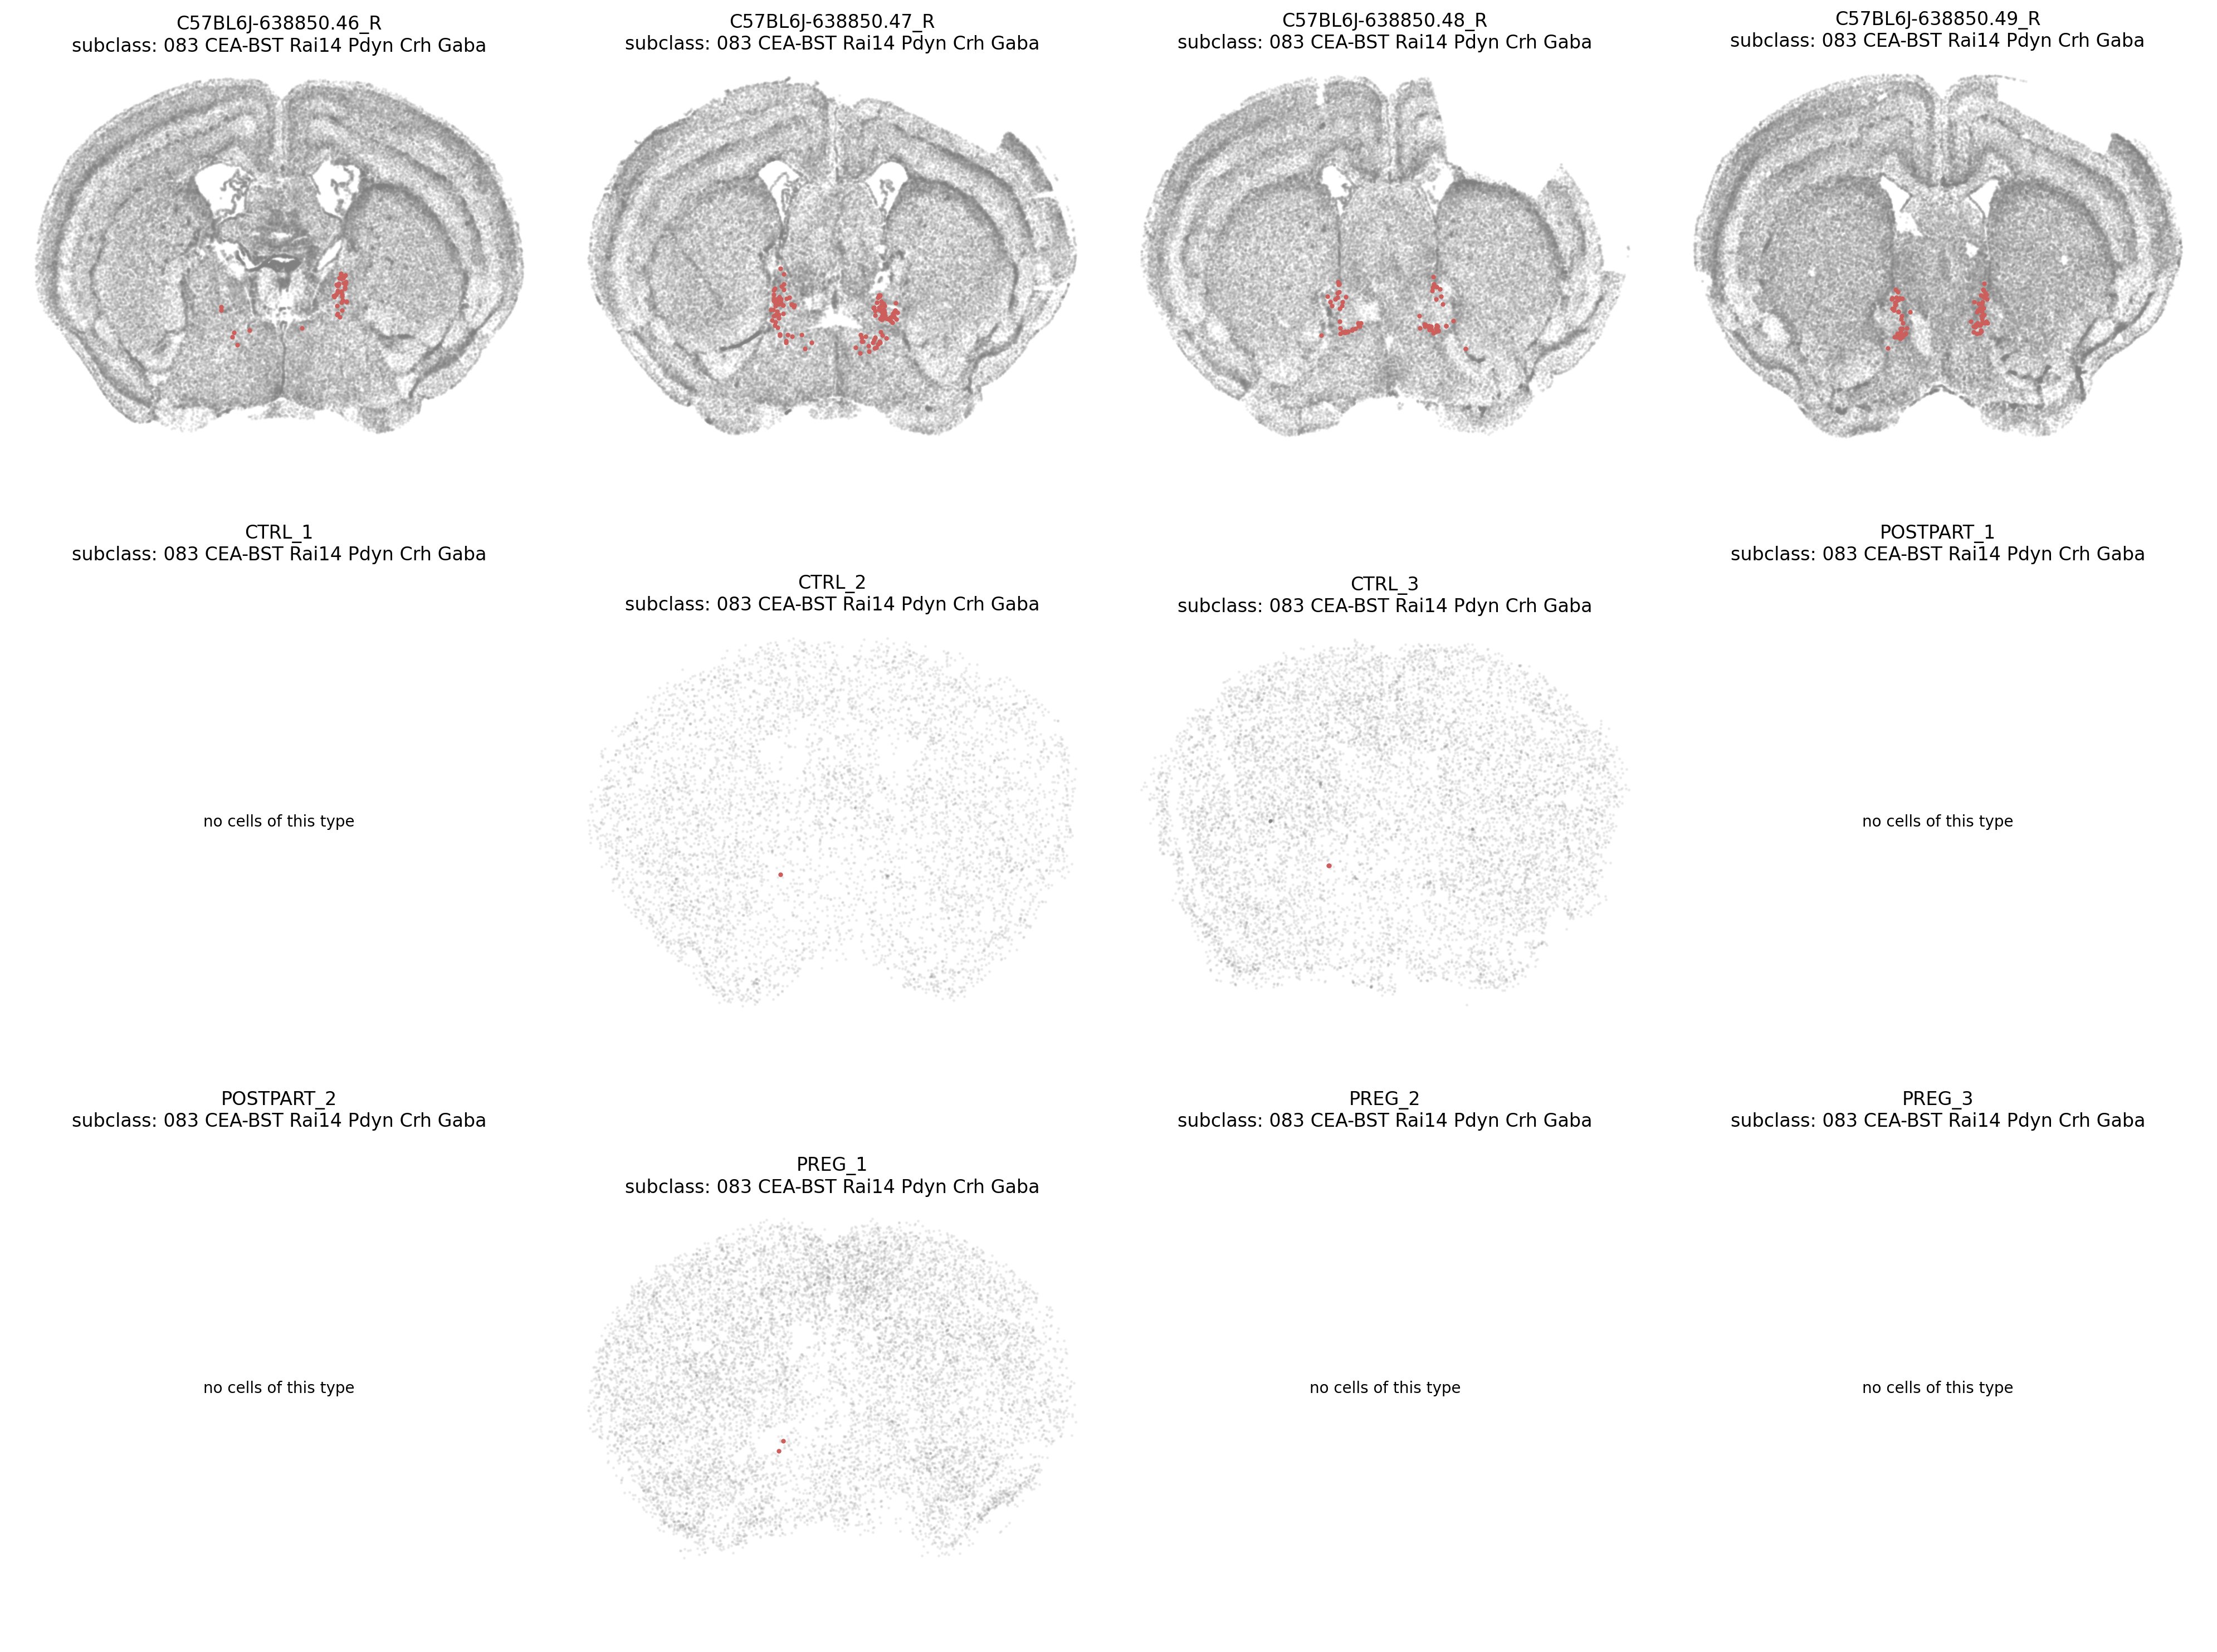 C57BL6J-638850.46_R
subclass: 083 CEA-BST Rai14 Pdyn Crh Gaba
C57BL6J-638850.47_R
subclass: 083 CEA-BST Rai14 Pdyn Crh Gaba
C57BL6J-638850.48_R
subclass: 083 CEA-BST Rai14 Pdyn Crh Gaba
C57BL6J-638850.49_R
subclass: 083 CEA-BST Rai14 Pdyn Crh Gaba
CTRL_1
subclass: 083 CEA-BST Rai14 Pdyn Crh Gaba
no cells of this type
CTRL_2
subclass: 083 CEA-BST Rai14 Pdyn Crh Gaba
CTRL_3
subclass: 083 CEA-BST Rai14 Pdyn Crh Gaba
POSTPART_1
subclass: 083 CEA-BST Rai14 Pdyn Crh Gaba
no cells of this type
POSTPART_2
subclass: 083 CEA-BST Rai14 Pdyn Crh Gaba
no cells of this type
PREG_1
subclass: 083 CEA-BST Rai14 Pdyn Crh Gaba
PREG_2
subclass: 083 CEA-BST Rai14 Pdyn Crh Gaba
no cells of this type
PREG_3
subclass: 083 CEA-BST Rai14 Pdyn Crh Gaba
no cells of this type